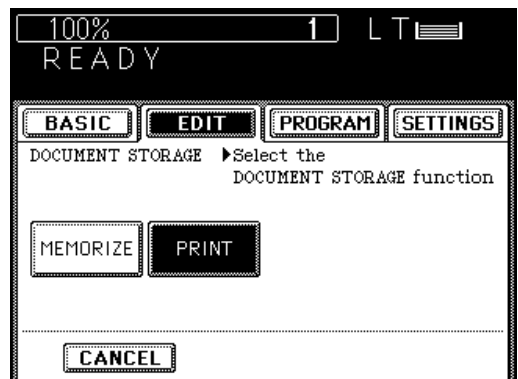 100% 1 LT
READY
BASIC EDIT PROGRAM SETTINGS
DOCUMENT STORAGE ▶Select the
DOCUMENT STORAGE function
MEMORIZE PRINT
CANCEL